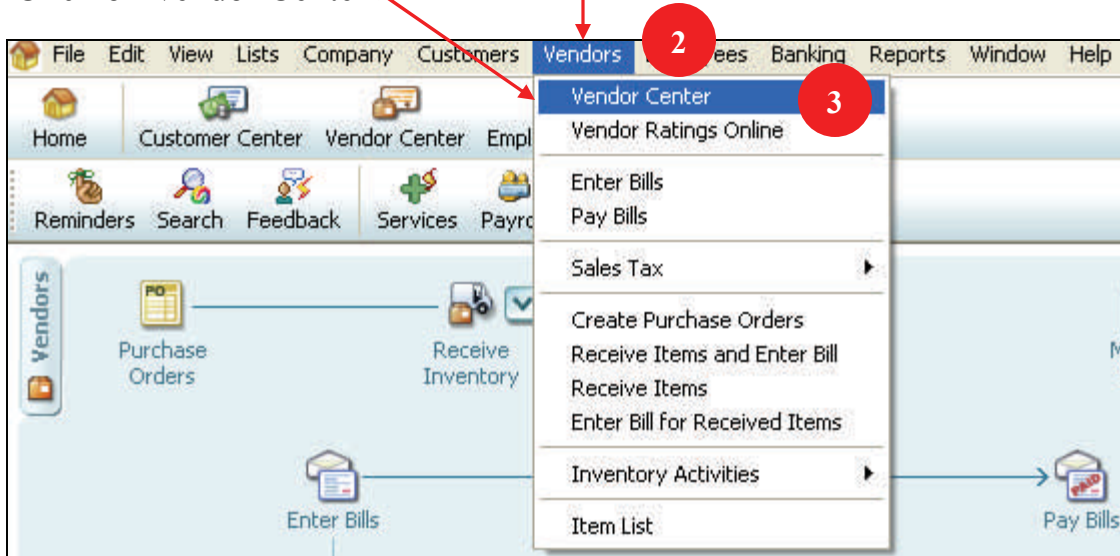 2
File Edit View Lists Company Customers Vendors ees Banking Reports Window Help
Vendor Center 3
Vendor Ratings Online
Enter Bills
Pay Bills
Sales Tax
Create Purchase Orders
Receive Items and Enter Bill
Receive Items
Enter Bill for Received Items
Inventory Activities
Item List
Home Customer Center Vendor Center Empl
Reminders Search Feedback Services Payro
Vendors
PO
Purchase
Orders
Receive
Inventory
M
Enter Bills
PAID
Pay Bills